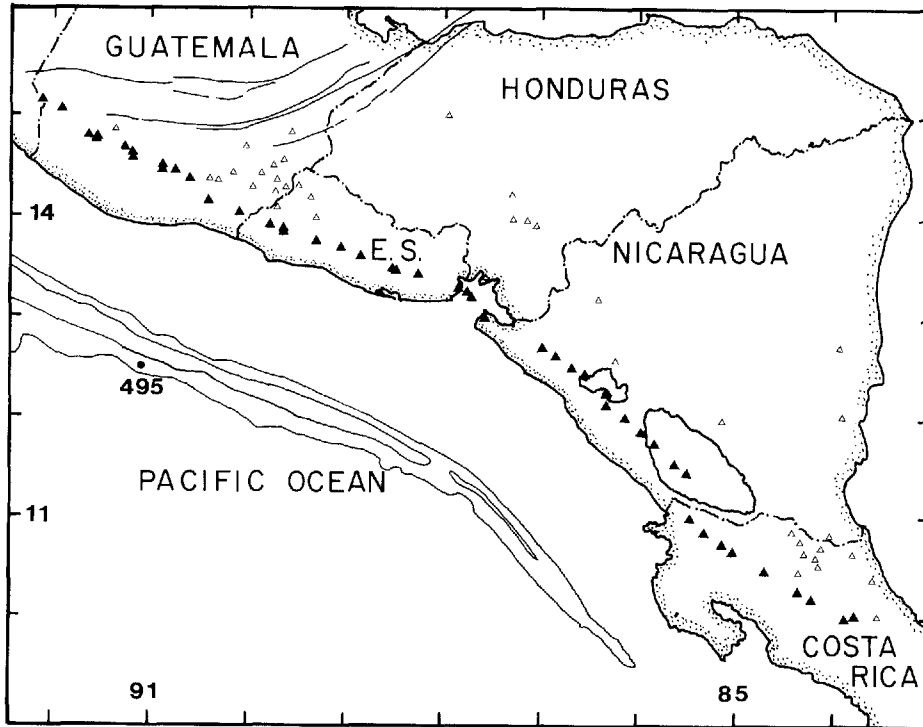 GUATEMALA
HONDURAS
14
E. S.
NICARAGUA
495
PACIFIC OCEAN
11
COSTA
RICA
91
85